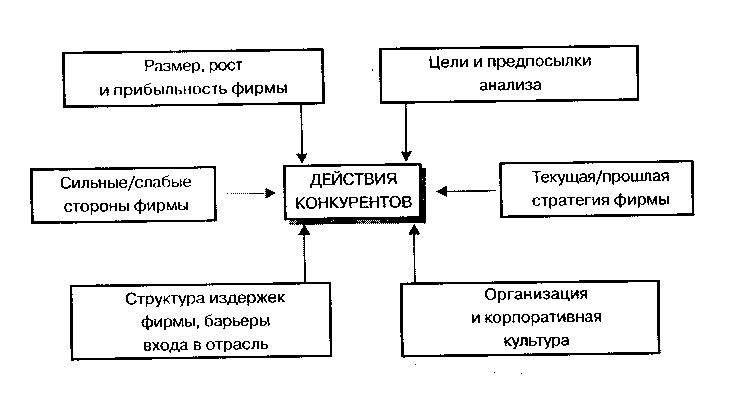 Размер, рост
и прибыльность фирмы
Цели и предпосылки
анализа
Сильные/слабые
стороны фирмы
ДЕЙСТВИЯ
КОНКУРЕНТОВ
Текущая/прошлая
стратегия фирмы
Структура издержек
фирмы, барьеры
входа в отрасль
Организация
и корпоративная
культура